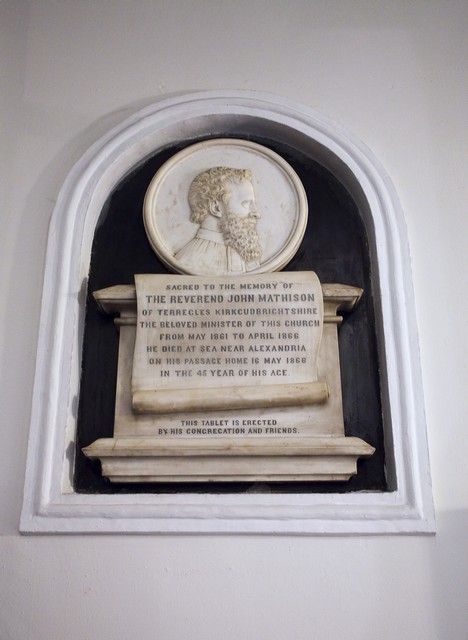 SACRED TO THE MEMORY OF
THE REVEREND JOHN MATHISON
OF TERREGLES KIRKCUDBRIGHTSHIRE
THE BELOVED MINISTER OF THIS CHURCH
FROM MAY 1861 TO APRIL 1866
HE DIED AT SEA NEAR ALEXANDRIA
ON HIS PASSAGE HOME 16 MAY 1866
IN THE 46 YEAR OF HIS AGE.
THIS TABLET IS ERECTED
BY HIS CONGREGATION AND FRIENDS.